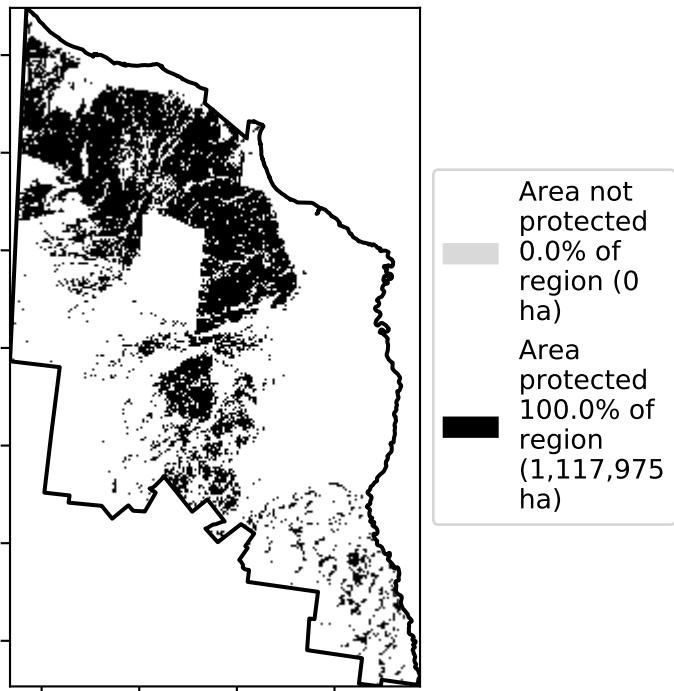 Area not
protected
0.0% of
region (0
ha)
Area
protected
100.0% of
region
(1,117,975
ha)